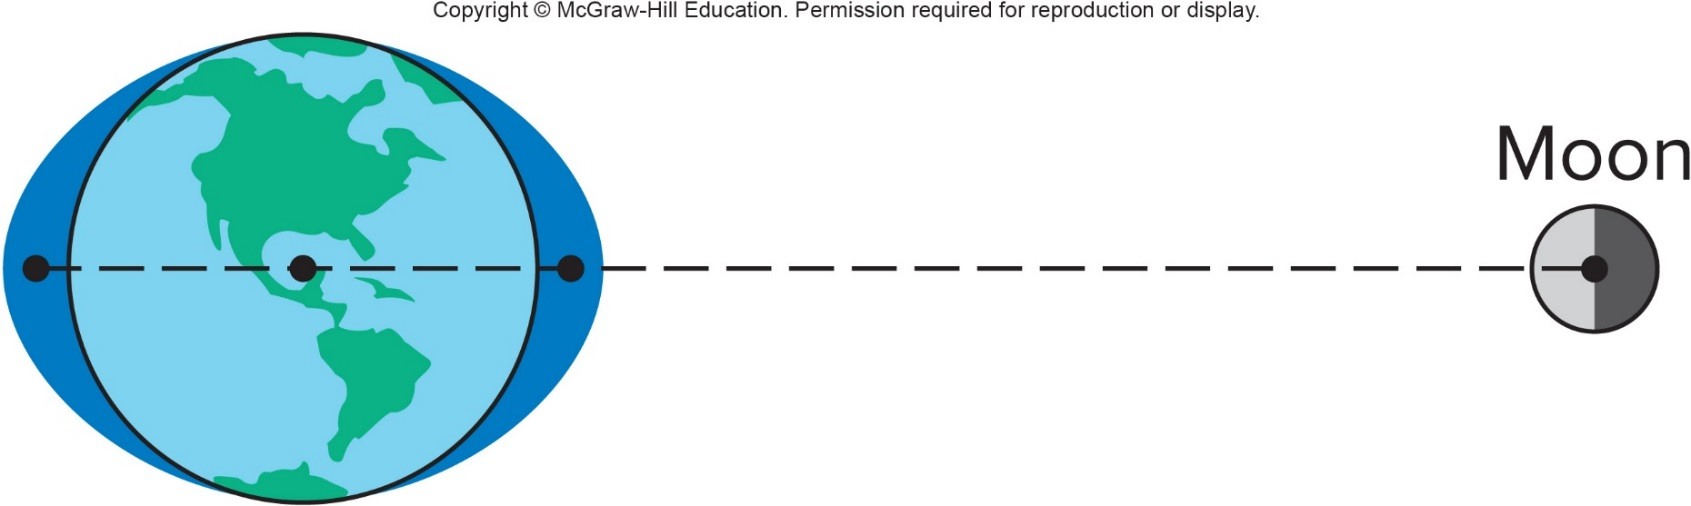 Copyright © McGraw-Hill Education. Permission required for reproduction or display.
Moon